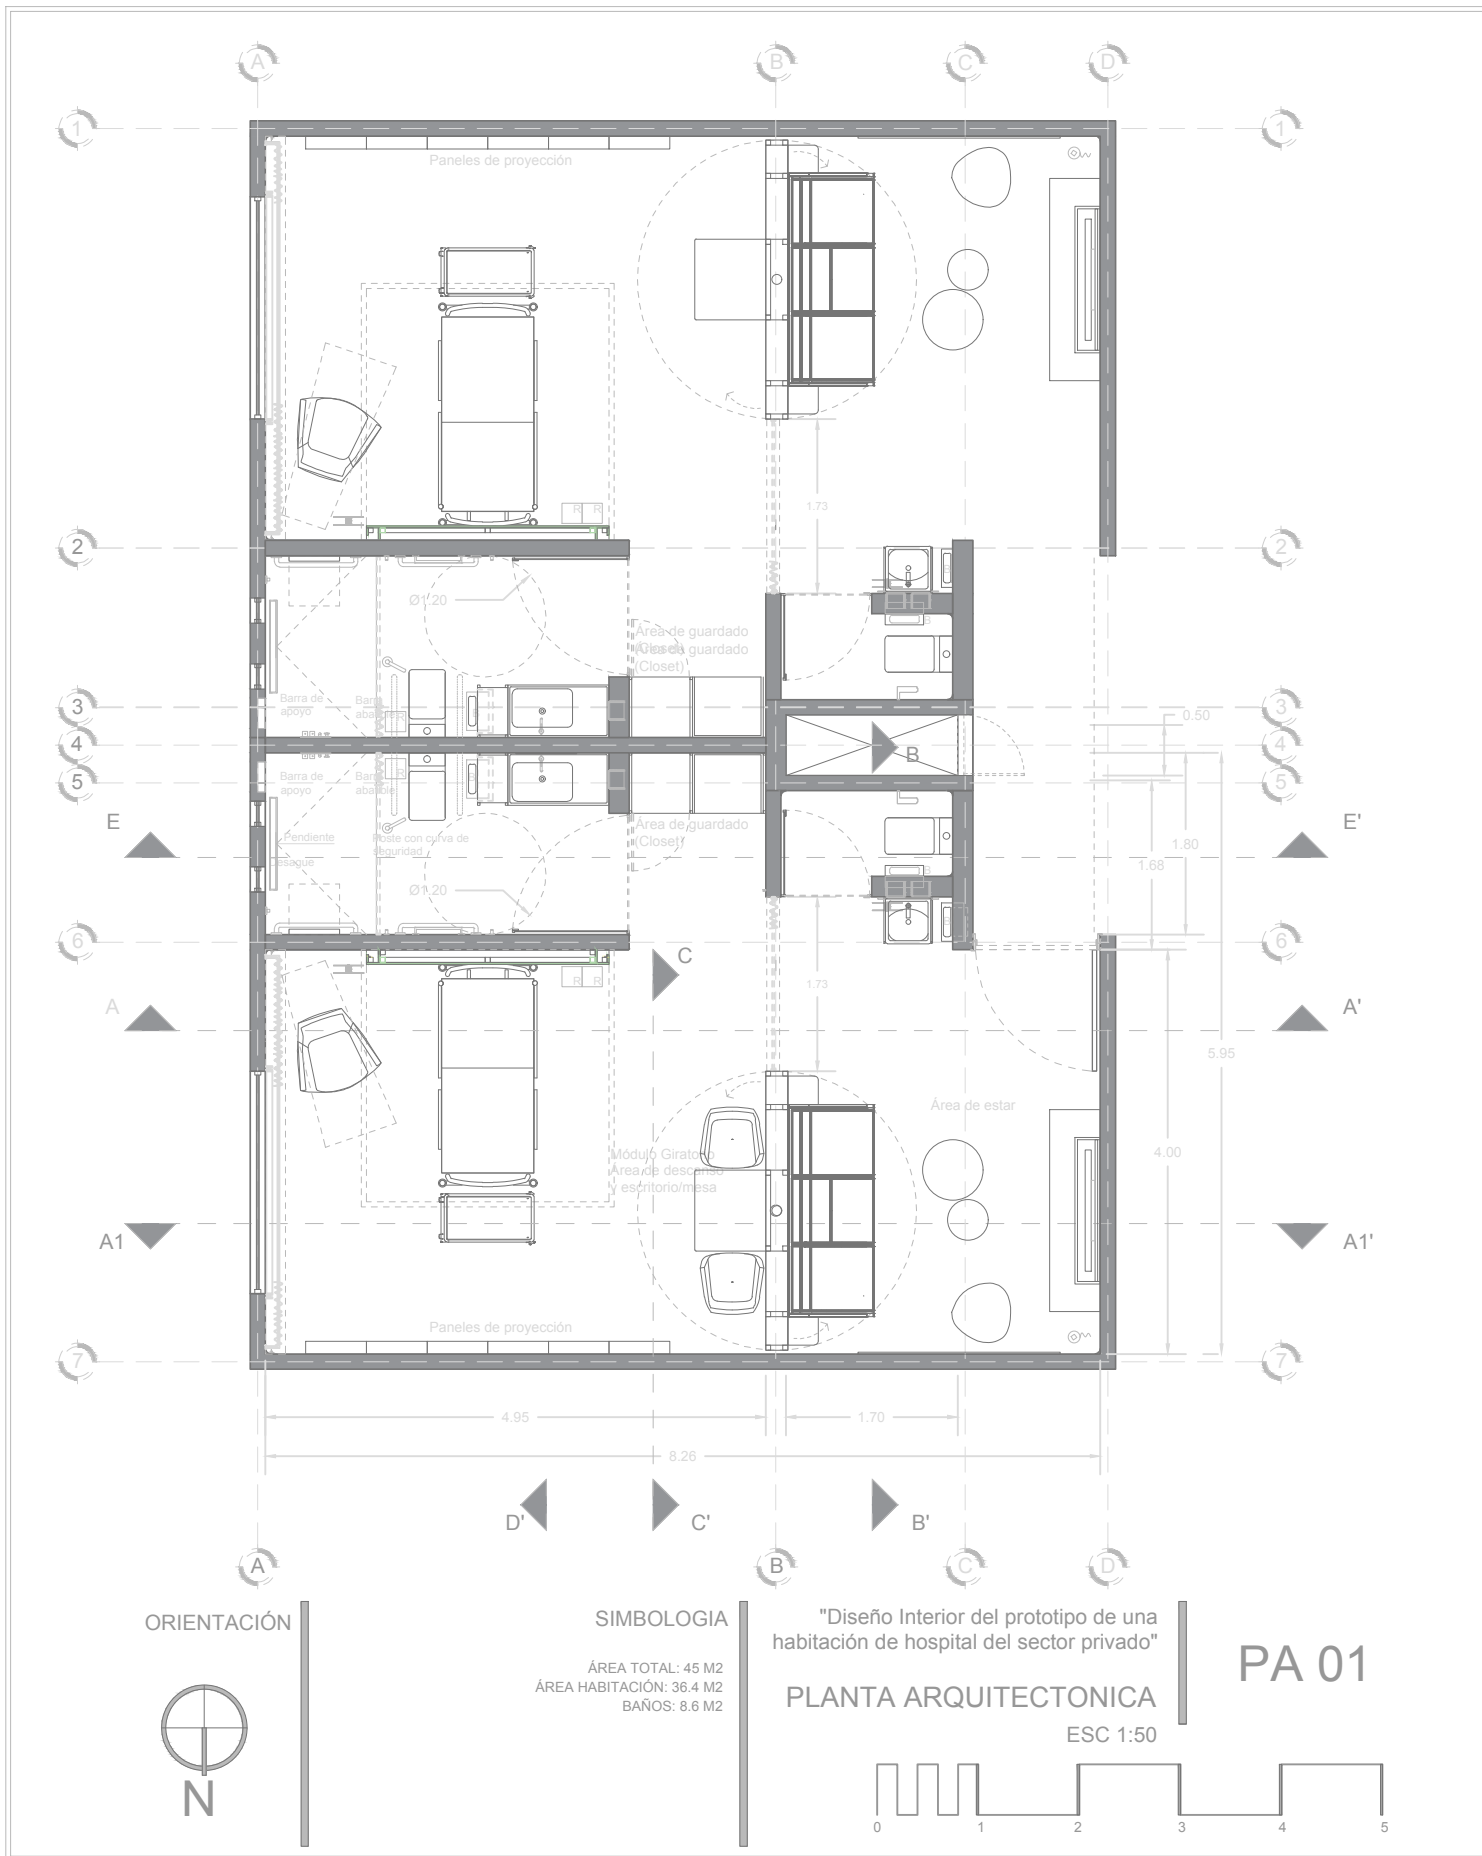 A B C D
1 1
Paneles de proyección
1.73
2 2
Ø1.20
B
R R
Área de guardado
(Closet)
Área de guardado
(Closet)
B
Barra de
apoyo
3 3
0.50
4 4
B
Barra de
apoyo
5 5
Área de guardado
(Closet)
E E'
Pendiente
Poste con curva de
seguridad
Desague
1.80
1.68
Ø1.20
B
6 6
C
R R
1.73
A A'
5.95
Área de estar
4.00
Módulo Giratorio
Área de descanso
y escritorio/mesa
A1 A1'
Paneles de proyección
7 7
4.95 1.70
8.26
D' C' B'
A B C D
ORIENTACIÓN
N
SIMBOLOGIA
ÁREA TOTAL: 45 M2
ÁREA HABITACIÓN: 36.4 M2
BAÑOS: 8.6 M2
"Diseño Interior del prototipo de una
habitación de hospital del sector privado"
PLANTA ARQUITECTONICA
ESC 1:50
0 1 2 3 4 5
PA 01